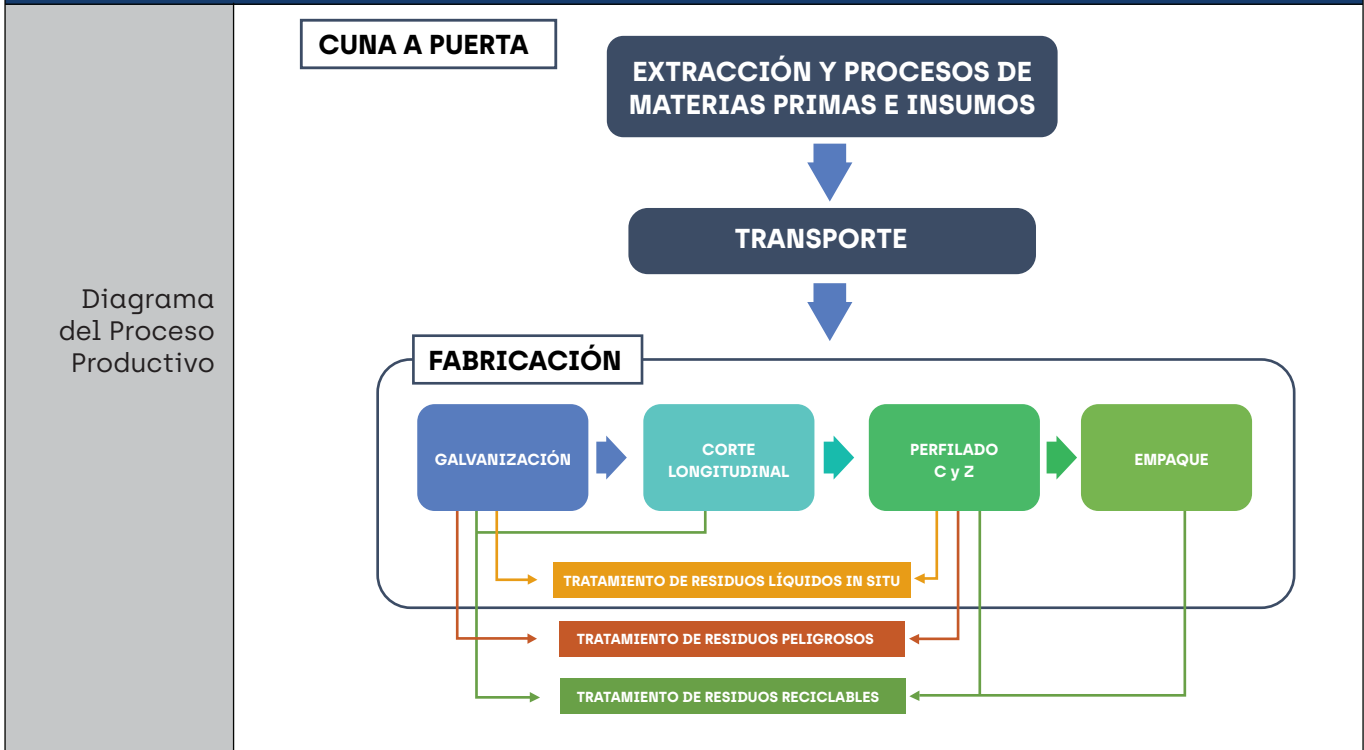 CUNA A PUERTA
EXTRACCIÓN Y PROCESOS DE
MATERIAS PRIMAS E INSUMOS
TRANSPORTE
Diagrama
del Proceso
Productivo
FABRICACIÓN
GALVANIZACIÓN
CORTE
LONGITUDINAL
PERFILADO
C y Z
EMPAQUE
TRATAMIENTO DE RESIDUOS LÍQUIDOS IN SITU
TRATAMIENTO DE RESIDUOS PELIGROSOS
TRATAMIENTO DE RESIDUOS RECICLABLES